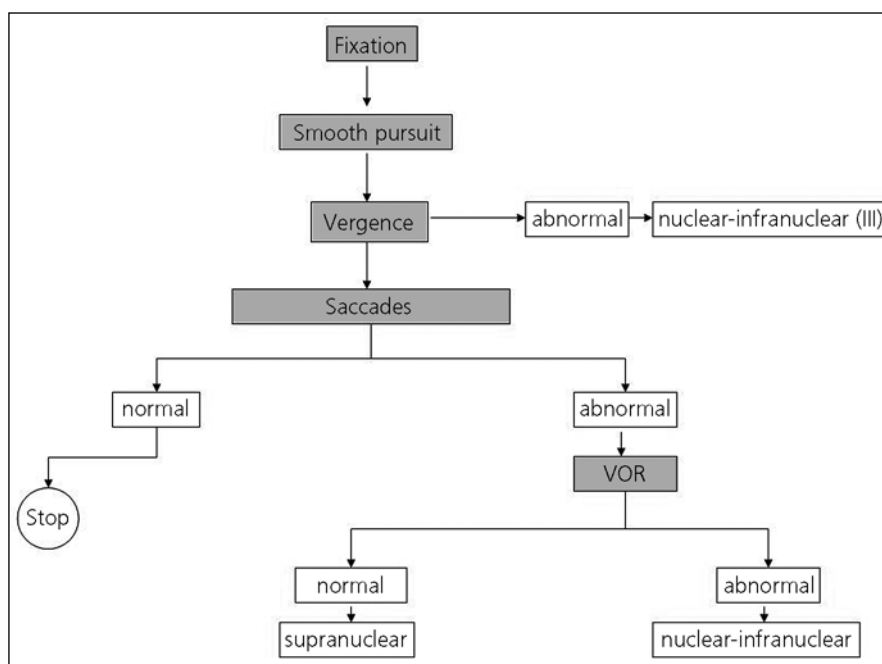 Fixation
Smooth pursuit
Vergence
abnormal
nuclear-infranuclear (III)
Saccades
normal
abnormal
VOR
Stop
normal
abnormal
supranuclear
nuclear-infranuclear